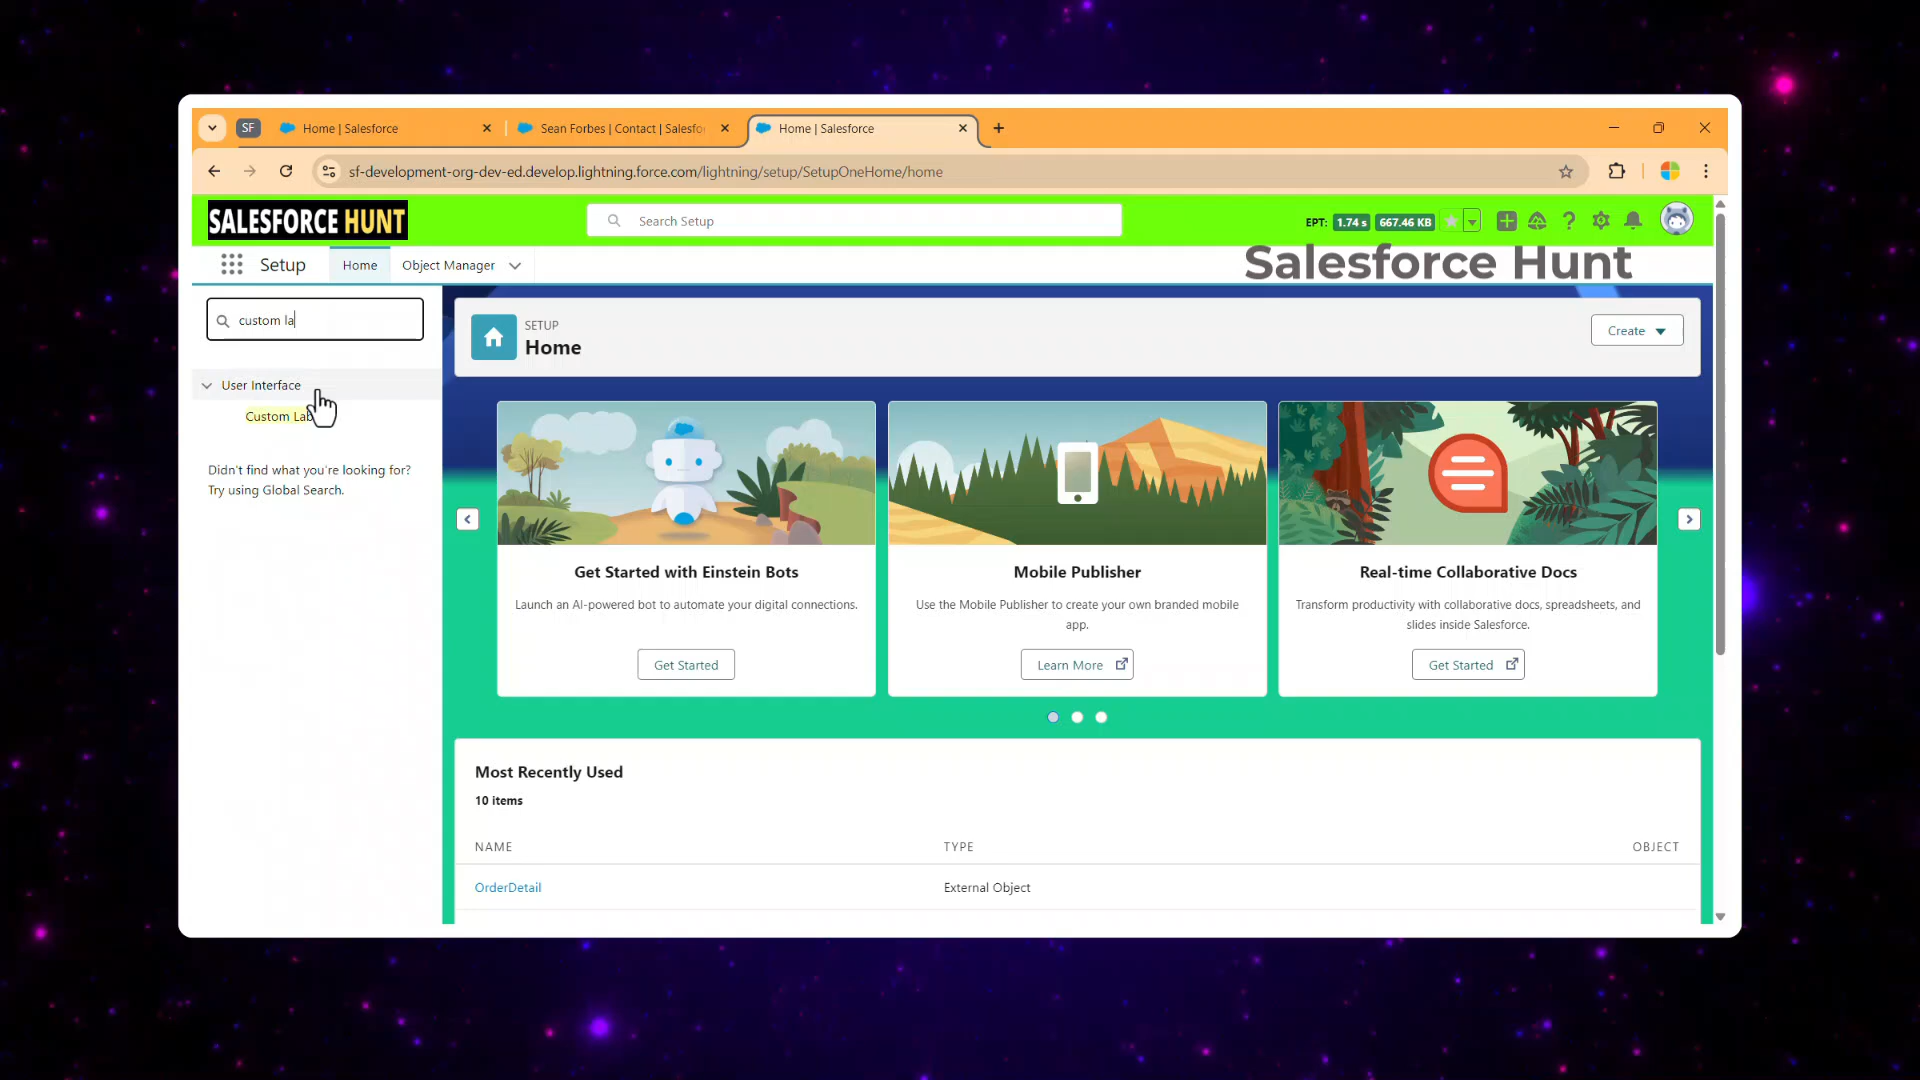 SF
Home | Salesforce
Sean Forbes | Contact | Salesfo
Home | Salesforce
sf-development-org-dev-ed.develop.lightning.force.com/lightning/setup/SetupOneHome/home
SALESFORCE HUNT
Search Setup
EPT: 1.74 s 667.46 KB
Setup
Home
Object Manager
Salesforce Hunt
custom la
User Interface
Custom Lab
Didn't find what you're looking for?
Try using Global Search.
SETUP
Home
Create
Get Started with Einstein Bots
Launch an AI-powered bot to automate your digital connections.
Get Started
Mobile Publisher
Use the Mobile Publisher to create your own branded mobile
app.
Learn More
Real-time Collaborative Docs
Transform productivity with collaborative docs, spreadsheets, and
slides inside Salesforce.
Get Started
Most Recently Used
10 items
NAME
TYPE
OBJECT
OrderDetail
External Object